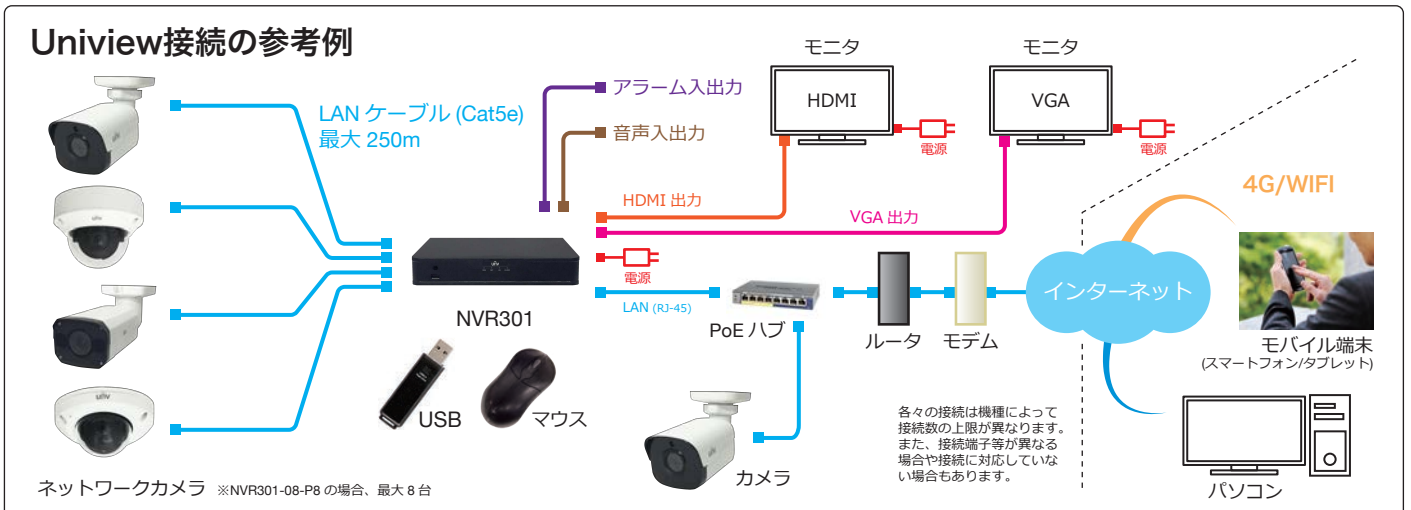 Uniview接続の参考例
LAN ケーブル (Cat5e)
最大 250m
アラーム入出力
音声入出力
モニタ
HDMI
電源
モニタ
VGA
電源
HDMI 出力
VGA 出力
4G/WIFI
電源
LAN (RJ-45)
NVR301
USB
マウス
PoE ハブ
ルータ
モデム
インターネット
モバイル端末
(スマートフォン/タブレット)
カメラ
各々の接続は機種によって
接続数の上限が異なります。
また、接続端子等が異なる
場合や接続に対応していな
い場合もあります。
パソコン
ネットワークカメラ ※NVR301-08-P8 の場合、最大 8 台